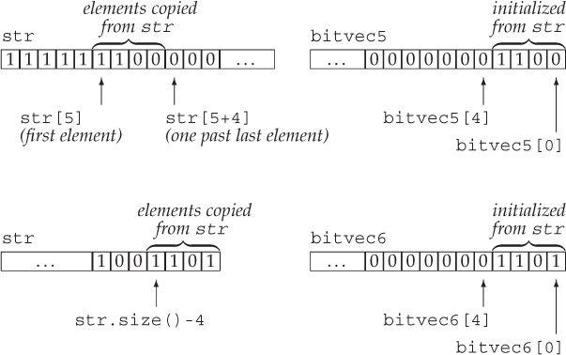 elements copied
from str
str
1 1 1 1 1 1 1 0 0 0 0 0 ...
str[5]
(first element)
str[5+4]
(one past last element)
initialized
from str
bitvec5
... 0 0 0 0 0 0 0 1 1 0 0
bitvec5[4]
bitvec5[0]
elements copied
from str
str
... 1 0 0 1 1 0 1
str.size()-4
initialized
from str
bitvec6
... 0 0 0 0 0 0 0 1 1 0 1
bitvec6[4]
bitvec6[0]